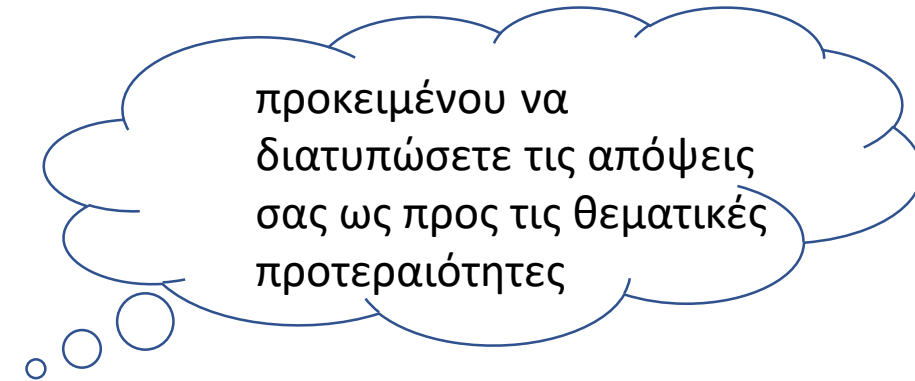 προκειμένου να
διατυπώσετε τις απόψεις
σας ως προς τις θεματικές
προτεραιότητες